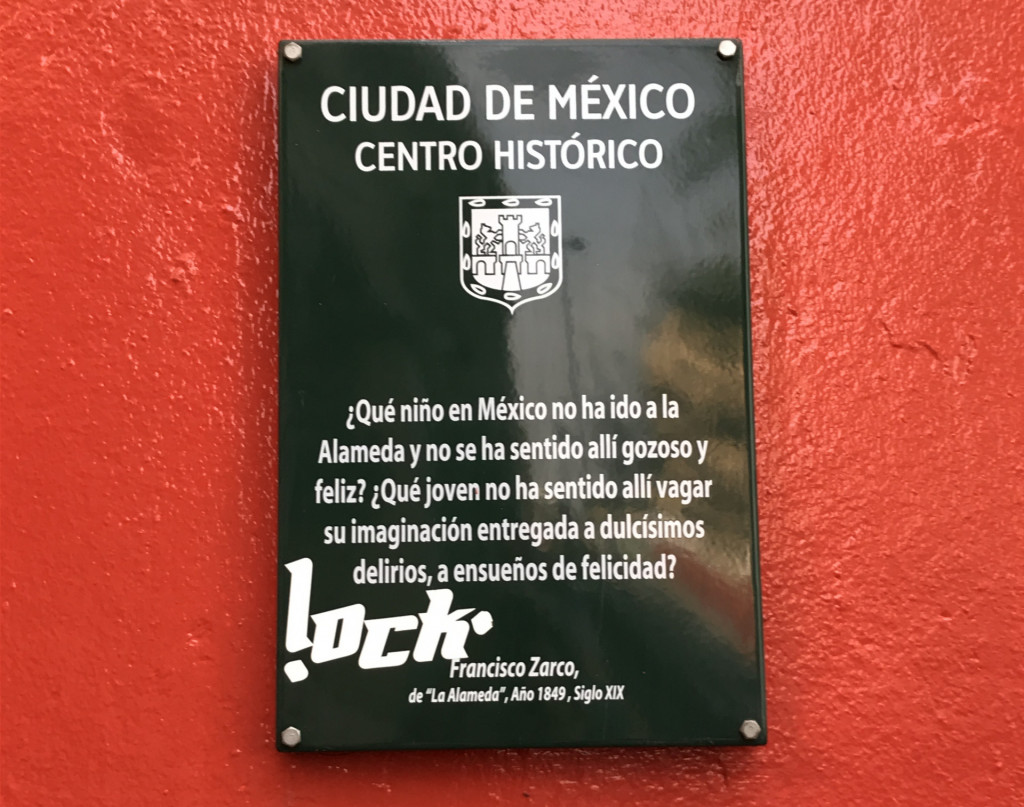 CIUDAD DE MÉXICO
CENTRO HISTÓRICO
¿Qué niño en México no ha ido a la
Alameda y no se ha sentido allí gozoso y
feliz? ¿Qué joven no ha sentido allí vagar
su imaginación entregada a dulcísimos
delirios, a ensueños de felicidad?
lock.
Francisco Zarco,
de “La Alameda”, Año 1849 , Siglo XIX